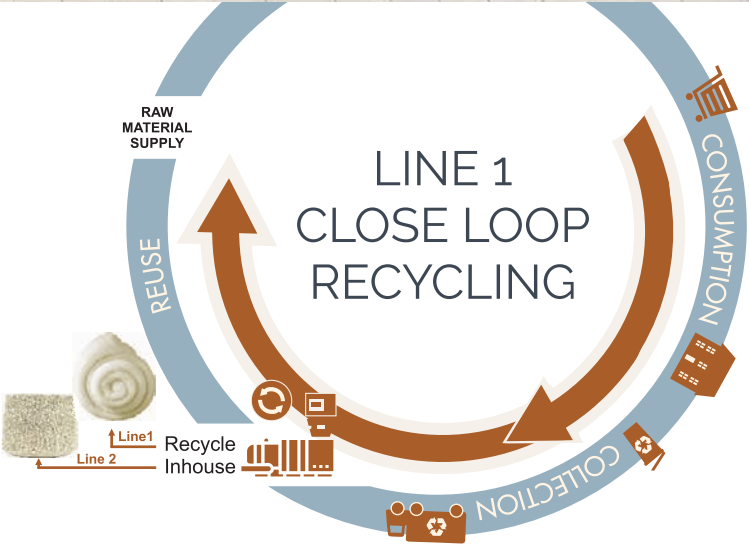 RAW
MATERIAL
SUPPLY
LINE 1
CLOSE LOOP
RECYCLING
CONSUMPTION
REUSE
COLLECTION
Line1
Line 2
Recycle
Inhouse